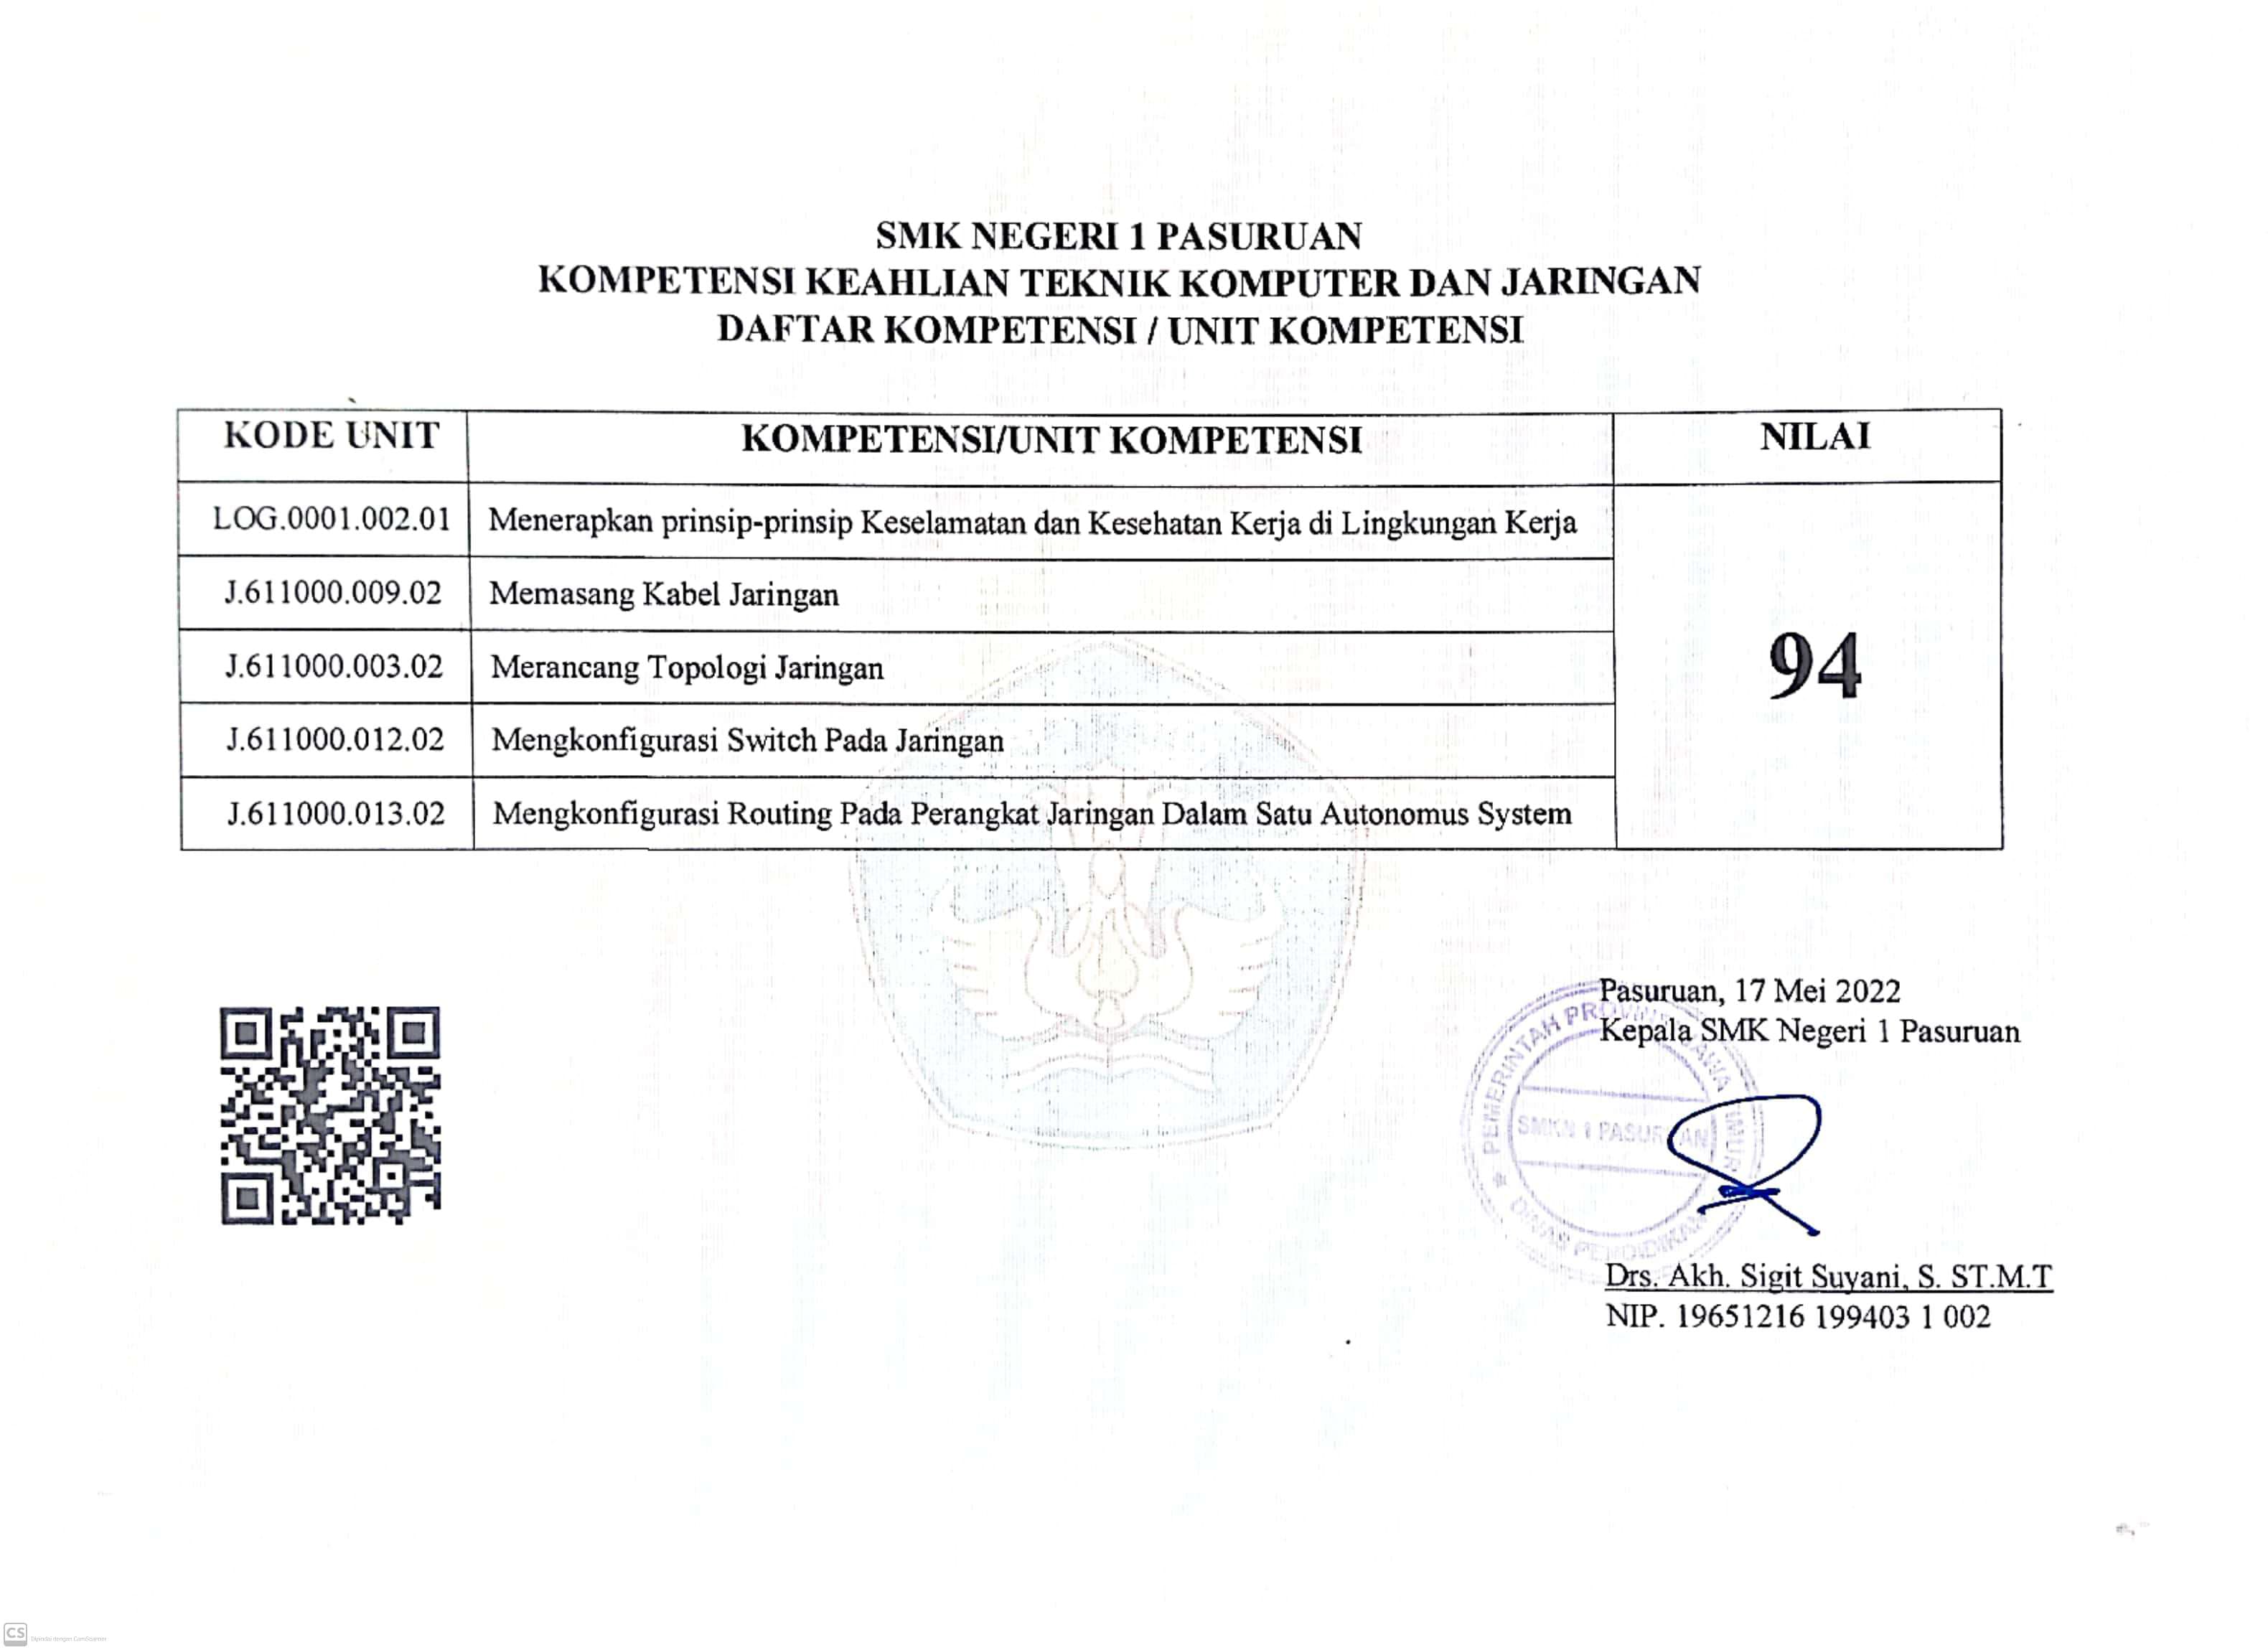 SMK NEGERI 1 PASURUAN
KOMPETENSI KEAHLIAN TEKNIK KOMPUTER DAN JARINGAN
DAFTAR KOMPETENSI / UNIT KOMPETENSI
KODE UNIT KOMPETENSI/UNIT KOMPETENSI NILAI
LOG.0001.002.01 Menerapkan prinsip-prinsip Keselamatan dan Kesehatan Kerja di Lingkungan Kerja
J.611000.009.02 Memasang Kabel Jaringan
J.611000.003.02 Merancang Topologi Jaringan
94
J.611000.012.02 Mengkonfigurasi Switch Pada Jaringan
J.611000.013.02 Mengkonfigurasi Routing Pada Perangkat Jaringan Dalam Satu Autonomus System
Pasuruan, 17 Mei 2022
Kepala SMK Negeri 1 Pasuruan
PEMERINTAH PROVINSI JAWA TIMUR
SMKN 1 PASURUAN
DINAS PENDIDIKAN
Drs. Akh. Sigit Suyani, S. ST.M.T
NIP. 19651216 199403 1 002
CS Dipindai dengan CamScanner